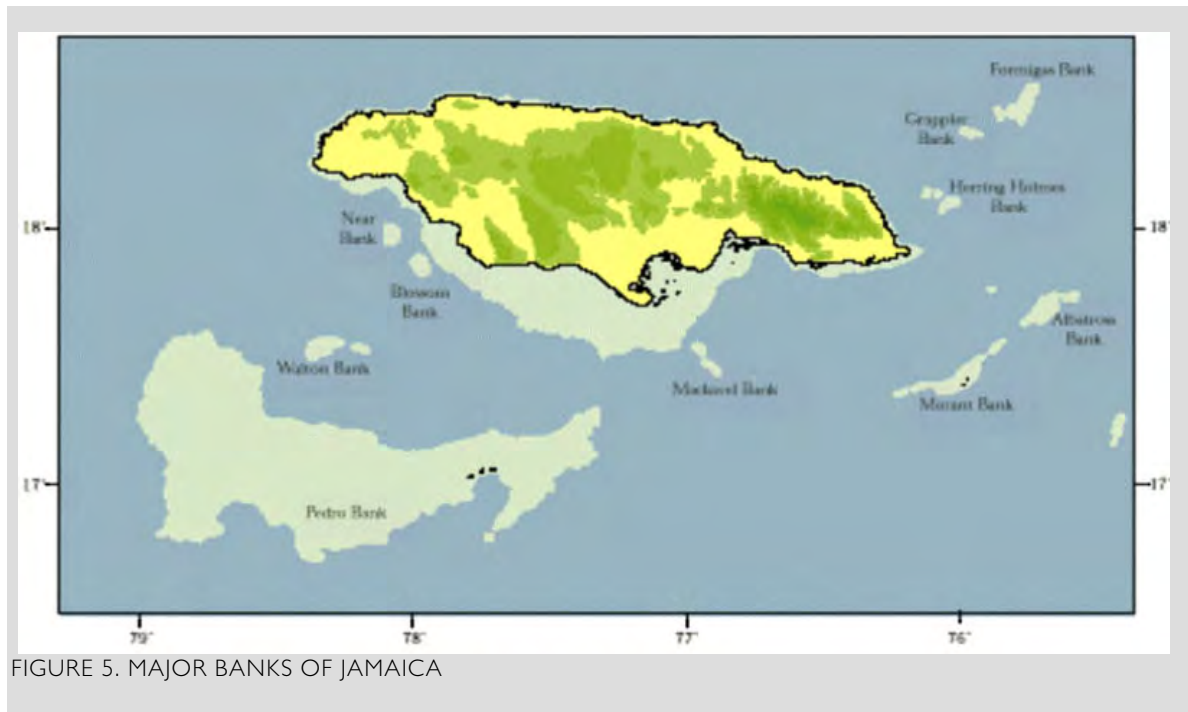 Formigas Bank
Grappler
Bank
Herring Holmes
Bank
18°
18°
Near
Bank
Blossom
Bank
Albatross
Bank
Walton Bank
Mackavel Bank
Morant Bank
17°
17°
Pedro Bank
79°
78°
77°
76°
FIGURE 5. MAJOR BANKS OF JAMAICA